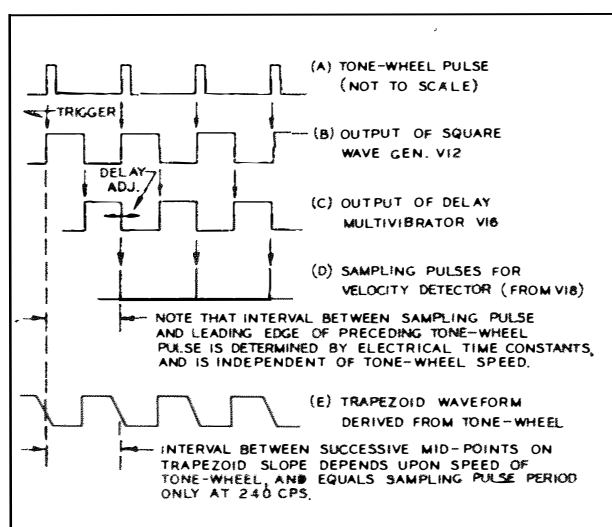 (A) TONE-WHEEL PULSE
(NOT TO SCALE)
TRIGGER
(B) OUTPUT OF SQUARE
WAVE GEN. V12
DELAY
ADJ.
(C) OUTPUT OF DELAY
MULTIVIBRATOR V16
(D) SAMPLING PULSES FOR
VELOCITY DETECTOR (FROM V18)
NOTE THAT INTERVAL BETWEEN SAMPLING PULSE
AND LEADING EDGE OF PRECEDING TONE-WHEEL
PULSE IS DETERMINED BY ELECTRICAL TIME CONSTANTS,
AND IS INDEPENDENT OF TONE-WHEEL SPEED.
(E) TRAPEZOID WAVEFORM
DERIVED FROM TONE-WHEEL
INTERVAL BETWEEN SUCCESSIVE MID-POINTS ON
TRAPEZOID SLOPE DEPENDS UPON SPEED OF
TONE-WHEEL, AND EQUALS SAMPLING PULSE PERIOD
ONLY AT 240 CPS.